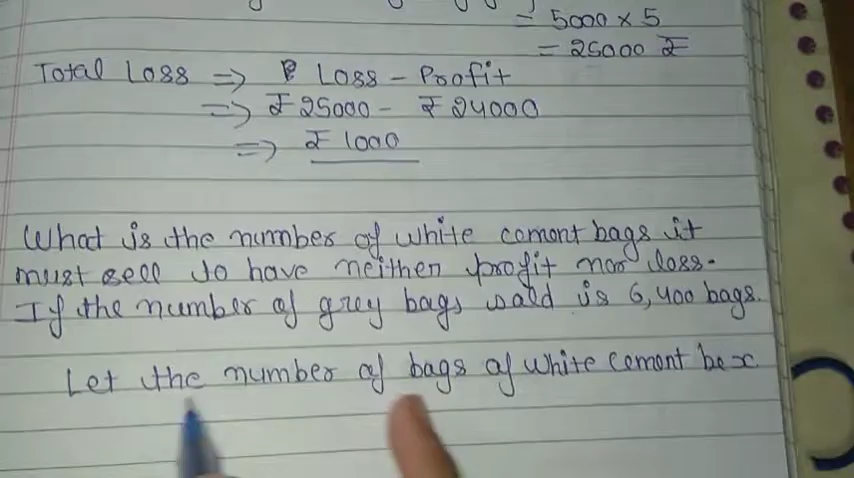 = 5000 × 5
= 25000 ₹
Total Loss => Loss - Profit
=> ₹ 25000 - ₹ 24000
=> ₹ 1000
What is the number of white cement bags it
must sell to have neither profit nor loss.
If the number of grey bags sold is 6,400 bags.
Let the number of bags of white cement be x